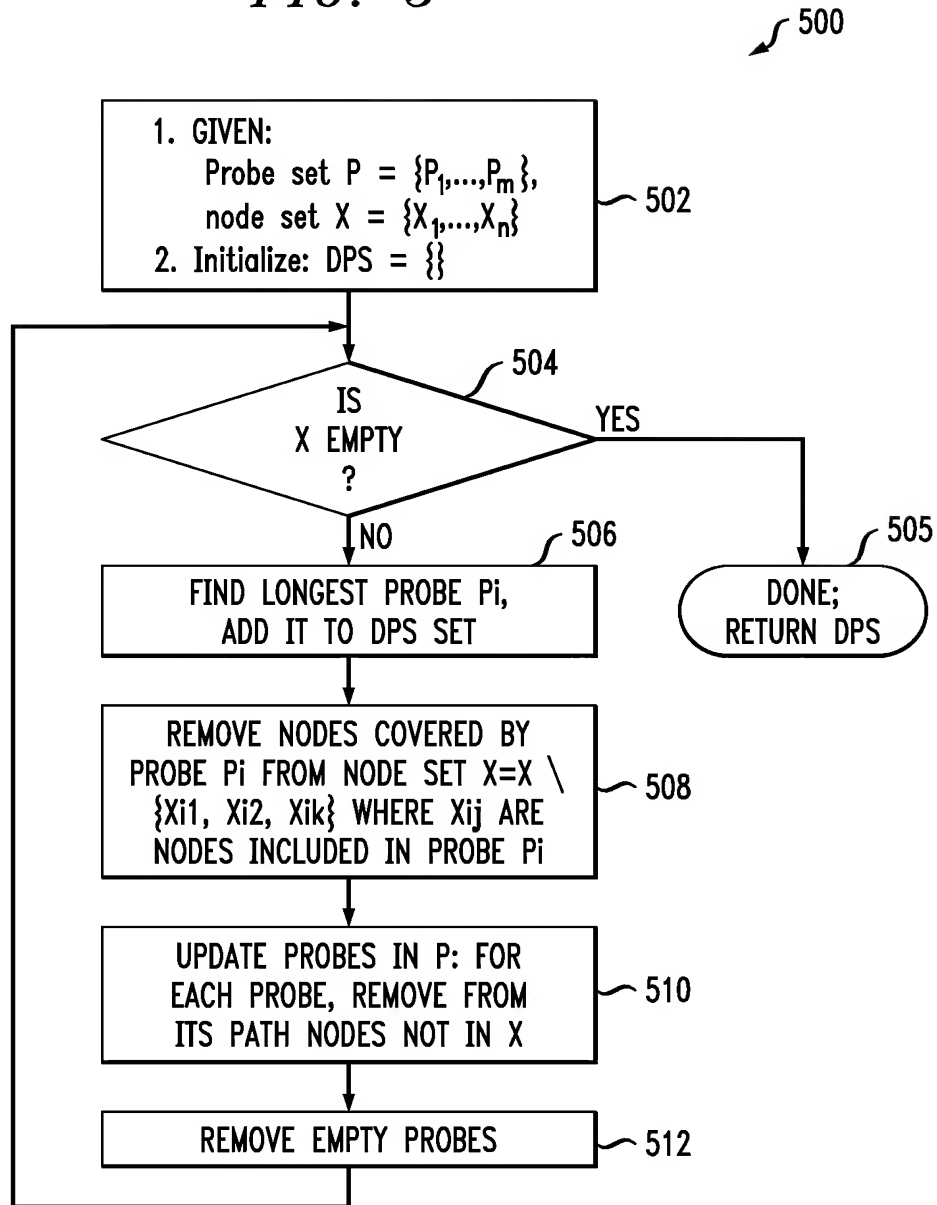 500
1. GIVEN:
Probe set P = {P1,...,Pm},
node set X = {X1,...,Xn}
2. Initialize: DPS = {}
502
504
IS
X EMPTY
?
YES
NO
506
FIND LONGEST PROBE Pi,
ADD IT TO DPS SET
505
DONE;
RETURN DPS
REMOVE NODES COVERED BY
PROBE Pi FROM NODE SET X=X \
{Xi1, Xi2, Xik} WHERE Xij ARE
NODES INCLUDED IN PROBE Pi
508
UPDATE PROBES IN P: FOR
EACH PROBE, REMOVE FROM
ITS PATH NODES NOT IN X
510
REMOVE EMPTY PROBES
512